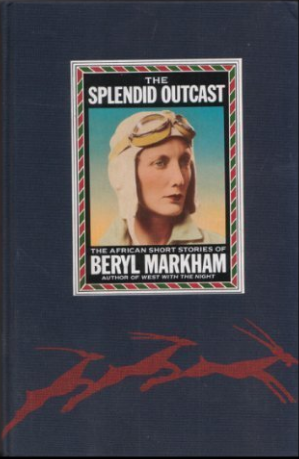 THE
SPLENDID OUTCAST
THE AFRICAN SHORT STORIES OF
BERYL MARKHAM
AUTHOR OF WEST WITH THE NIGHT